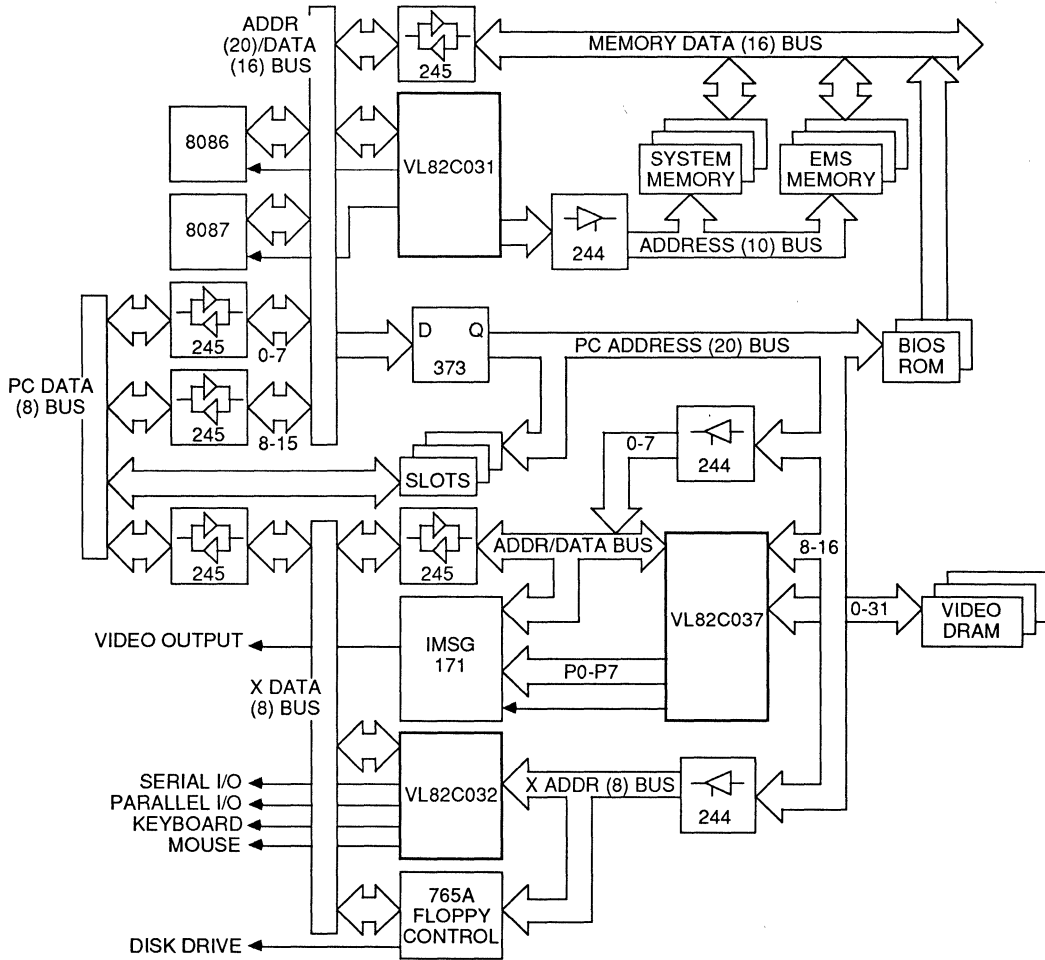 ADDR
(20)/DATA
(16) BUS
245
MEMORY DATA (16) BUS
8086
VL82C031
SYSTEM
MEMORY
EMS
MEMORY
8087
244
ADDRESS (10) BUS
245
0-7
D Q
373
PC ADDRESS (20) BUS
BIOS
ROM
PC DATA
(8) BUS
245
8-15
0-7
244
SLOTS
245
245
ADDR/DATA BUS
8-16
VL82C037
0-31
VIDEO
DRAM
VIDEO OUTPUT
IMSG
171
P0-P7
X DATA
(8) BUS
SERIAL I/O
PARALLEL I/O
KEYBOARD
MOUSE
VL82C032
X ADDR (8) BUS
244
765A
FLOPPY
CONTROL
DISK DRIVE